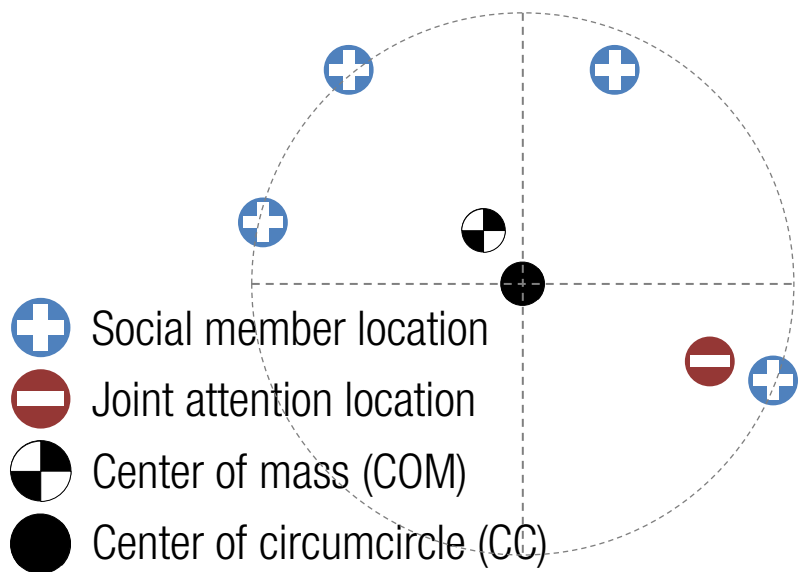 Social member location
Joint attention location
Center of mass (COM)
Center of circumcircle (CC)